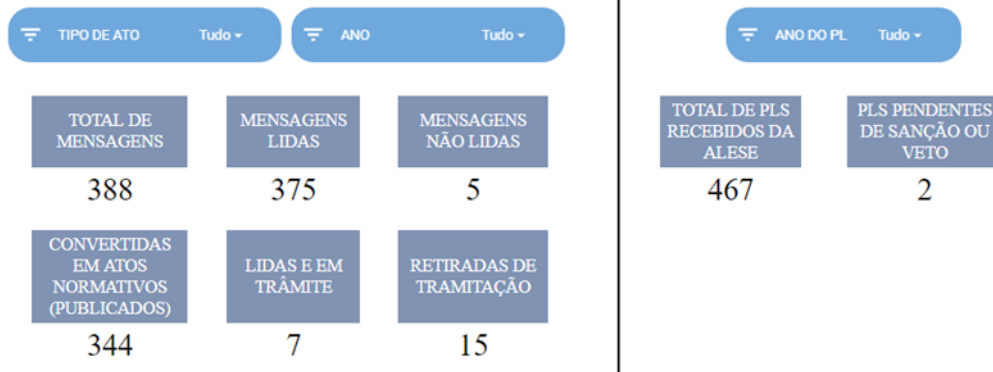 TIPO DE ATO Tudo
ANO Tudo
TOTAL DE
MENSAGENS
388
MENSAGENS
LIDAS
375
MENSAGENS
NÃO LIDAS
5
CONVERTIDAS
EM ATOS
NORMATIVOS
(PUBLICADOS)
344
LIDAS E EM
TRÂMITE
7
RETIRADAS DE
TRAMITAÇÃO
15
ANO DO PL Tudo
TOTAL DE PLS
RECEBIDOS DA
ALESE
467
PLS PENDENTES
DE SANÇÃO OU
VETO
2